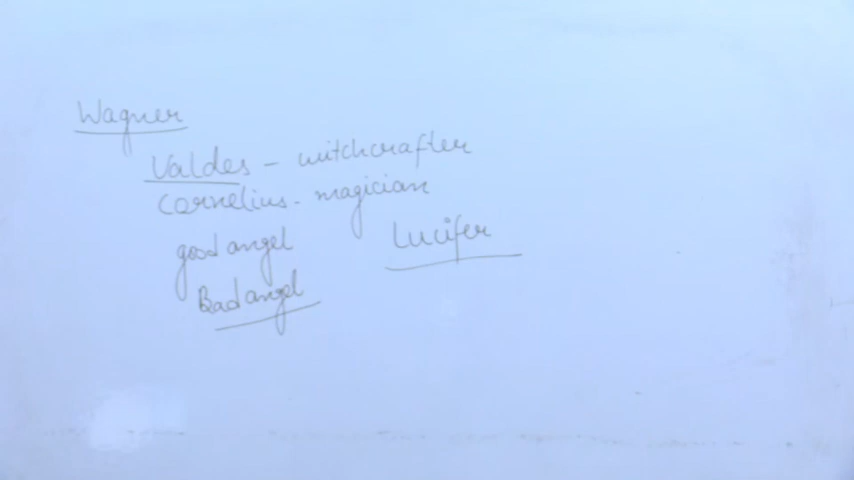 Wagner
Valdes - witchcrafter
cornelius - magician
good angel
Lucifer
Bad angel